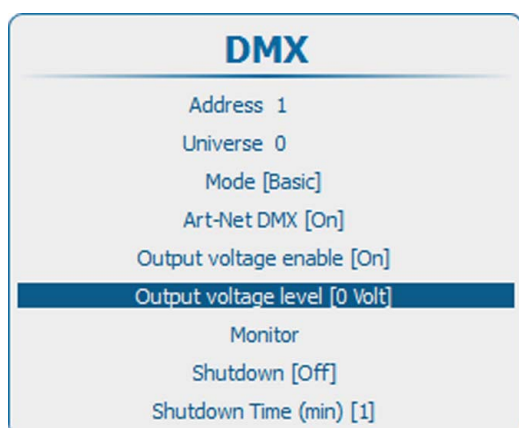 DMX
Address 1
Universe 0
Mode [Basic]
Art-Net DMX [On]
Output voltage enable [On]
Output voltage level [0 Volt]
Monitor
Shutdown [Off]
Shutdown Time (min) [1]